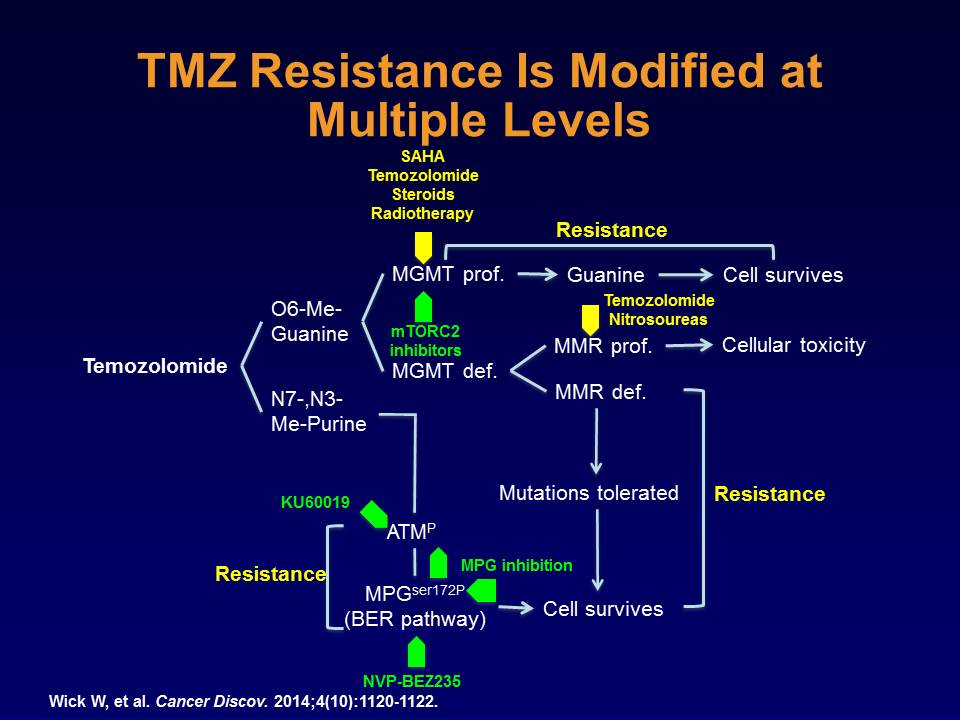 TMZ Resistance Is Modified at
Multiple Levels
SAHA
Temozolomide
Steroids
Radiotherapy
Resistance
MGMT prof.
Guanine
Cell survives
O6-Me-
Guanine
Temozolomide
Nitrosoureas
mTORC2
inhibitors
MMR prof.
Cellular toxicity
Temozolomide
MGMT def.
MMR def.
N7-,N3-
Me-Purine
Mutations tolerated
Resistance
KU60019
ATMP
MPG inhibition
Resistance
MPGser172P
(BER pathway)
Cell survives
NVP-BEZ235
Wick W, et al. Cancer Discov. 2014;4(10):1120-1122.